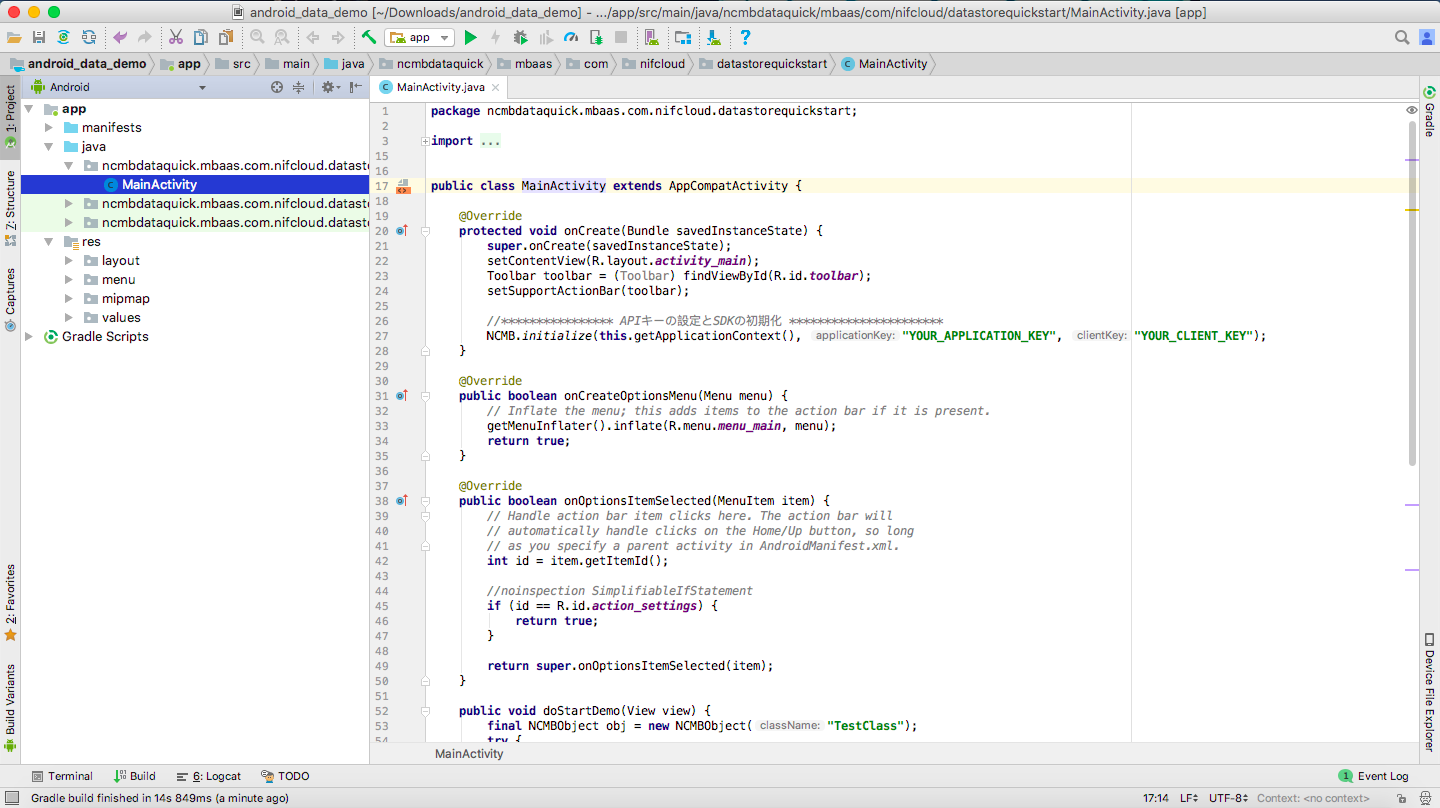 android_data_demo [~/Downloads/android_data_demo] - .../app/src/main/java/ncmbdataquick/mbaas/com/nifcloud/datastorequickstart/MainActivity.java [app]
app
android_data_demo app src main java ncmbdataquick mbaas com nifcloud datastorequickstart MainActivity
1: Project
7: Structure
Captures
2: Favorites
Build Variants
Android
app
manifests
java
ncmbdataquick.mbaas.com.nifcloud.datast
MainActivity
ncmbdataquick.mbaas.com.nifcloud.datast
ncmbdataquick.mbaas.com.nifcloud.datast
res
layout
menu
mipmap
values
Gradle Scripts
MainActivity.java
1 package ncmbdataquick.mbaas.com.nifcloud.datastorequickstart;
2
3 import ...
15
16
17 public class MainActivity extends AppCompatActivity {
18
19 @Override
20 protected void onCreate(Bundle savedInstanceState) {
21 super.onCreate(savedInstanceState);
22 setContentView(R.layout.activity_main);
23 Toolbar toolbar = (Toolbar) findViewById(R.id.toolbar);
24 setSupportActionBar(toolbar);
25
26 //**************** APIキーの設定とSDKの初期化 **********************
27 NCMB.initialize(this.getApplicationContext(), applicationKey: "YOUR_APPLICATION_KEY", clientKey: "YOUR_CLIENT_KEY");
28 }
29
30 @Override
31 public boolean onCreateOptionsMenu(Menu menu) {
32 // Inflate the menu; this adds items to the action bar if it is present.
33 getMenuInflater().inflate(R.menu.menu_main, menu);
34 return true;
35 }
36
37 @Override
38 public boolean onOptionsItemSelected(MenuItem item) {
39 // Handle action bar item clicks here. The action bar will
40 // automatically handle clicks on the Home/Up button, so long
41 // as you specify a parent activity in AndroidManifest.xml.
42 int id = item.getItemId();
43
44 //noinspection SimplifiableIfStatement
45 if (id == R.id.action_settings) {
46 return true;
47 }
48
49 return super.onOptionsItemSelected(item);
50 }
51
52 public void doStartDemo(View view) {
53 final NCMBObject obj = new NCMBObject( className: "TestClass");
54 try {
MainActivity
Gradle
Device File Explorer
Terminal Build 6: Logcat TODO 1 Event Log
Gradle build finished in 14s 849ms (a minute ago) 17:14 LF UTF-8 Context: <no context>